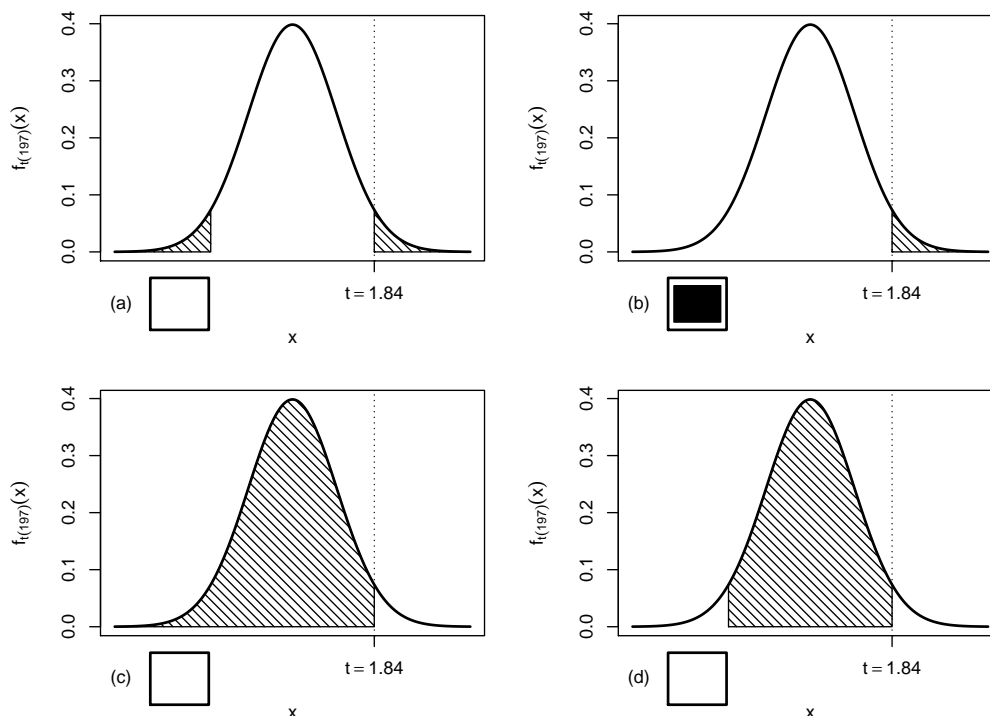 0.4
0.3
0.2
0.1
0.0
f_t(197)(x)
t = 1.84
(a)
x
0.4
0.3
0.2
0.1
0.0
f_t(197)(x)
t = 1.84
(b)
x
0.4
0.3
0.2
0.1
0.0
f_t(197)(x)
t = 1.84
(c)
x
0.4
0.3
0.2
0.1
0.0
f_t(197)(x)
t = 1.84
(d)
x